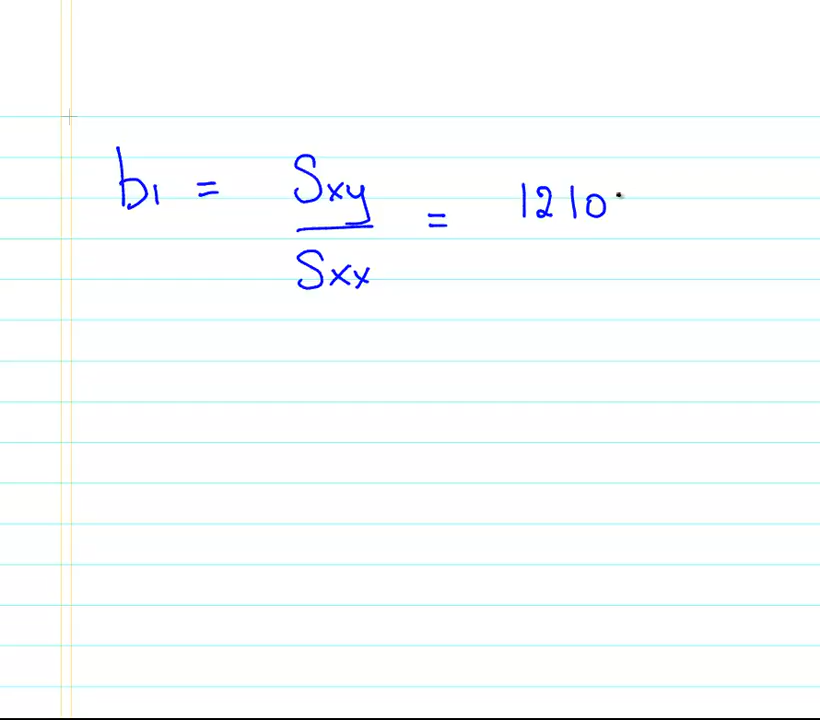 b1 = Sxy / Sxx = 1210